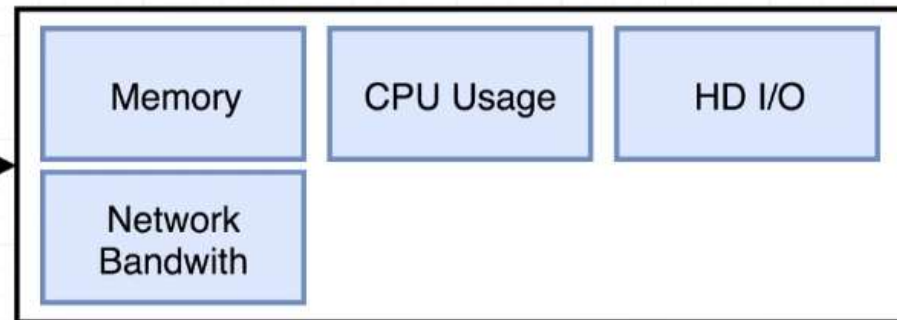 Memory
CPU Usage
HD I/O
Network
Bandwith